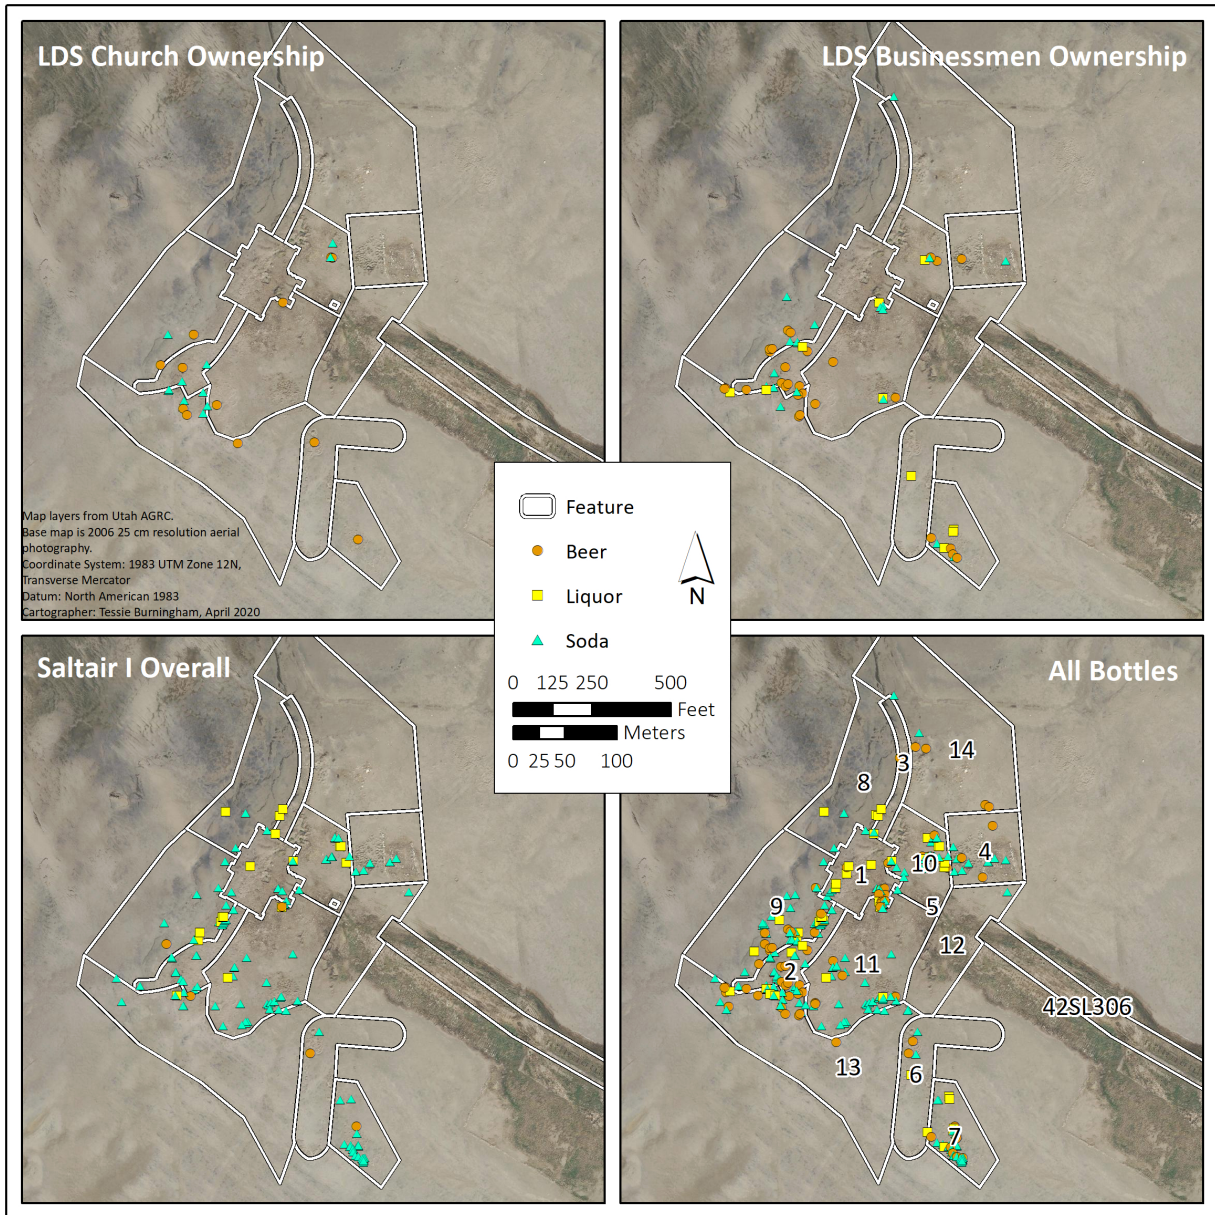 LDS Church Ownership
LDS Businessmen Ownership
Map layers from Utah AGRC.
Base map is 2006 25 cm resolution aerial
photography.
Coordinate System: 1983 UTM Zone 12N,
Transverse Mercator
Datum: North American 1983
Cartographer: Tessie Burningham, April 2020
Feature
Beer
Liquor
Soda
N
0 125 250 500
Feet
Meters
0 25 50 100
Saltair I Overall
All Bottles
14
3
8
4
10
1
9
5
12
11
2
42SL306
13
6
7